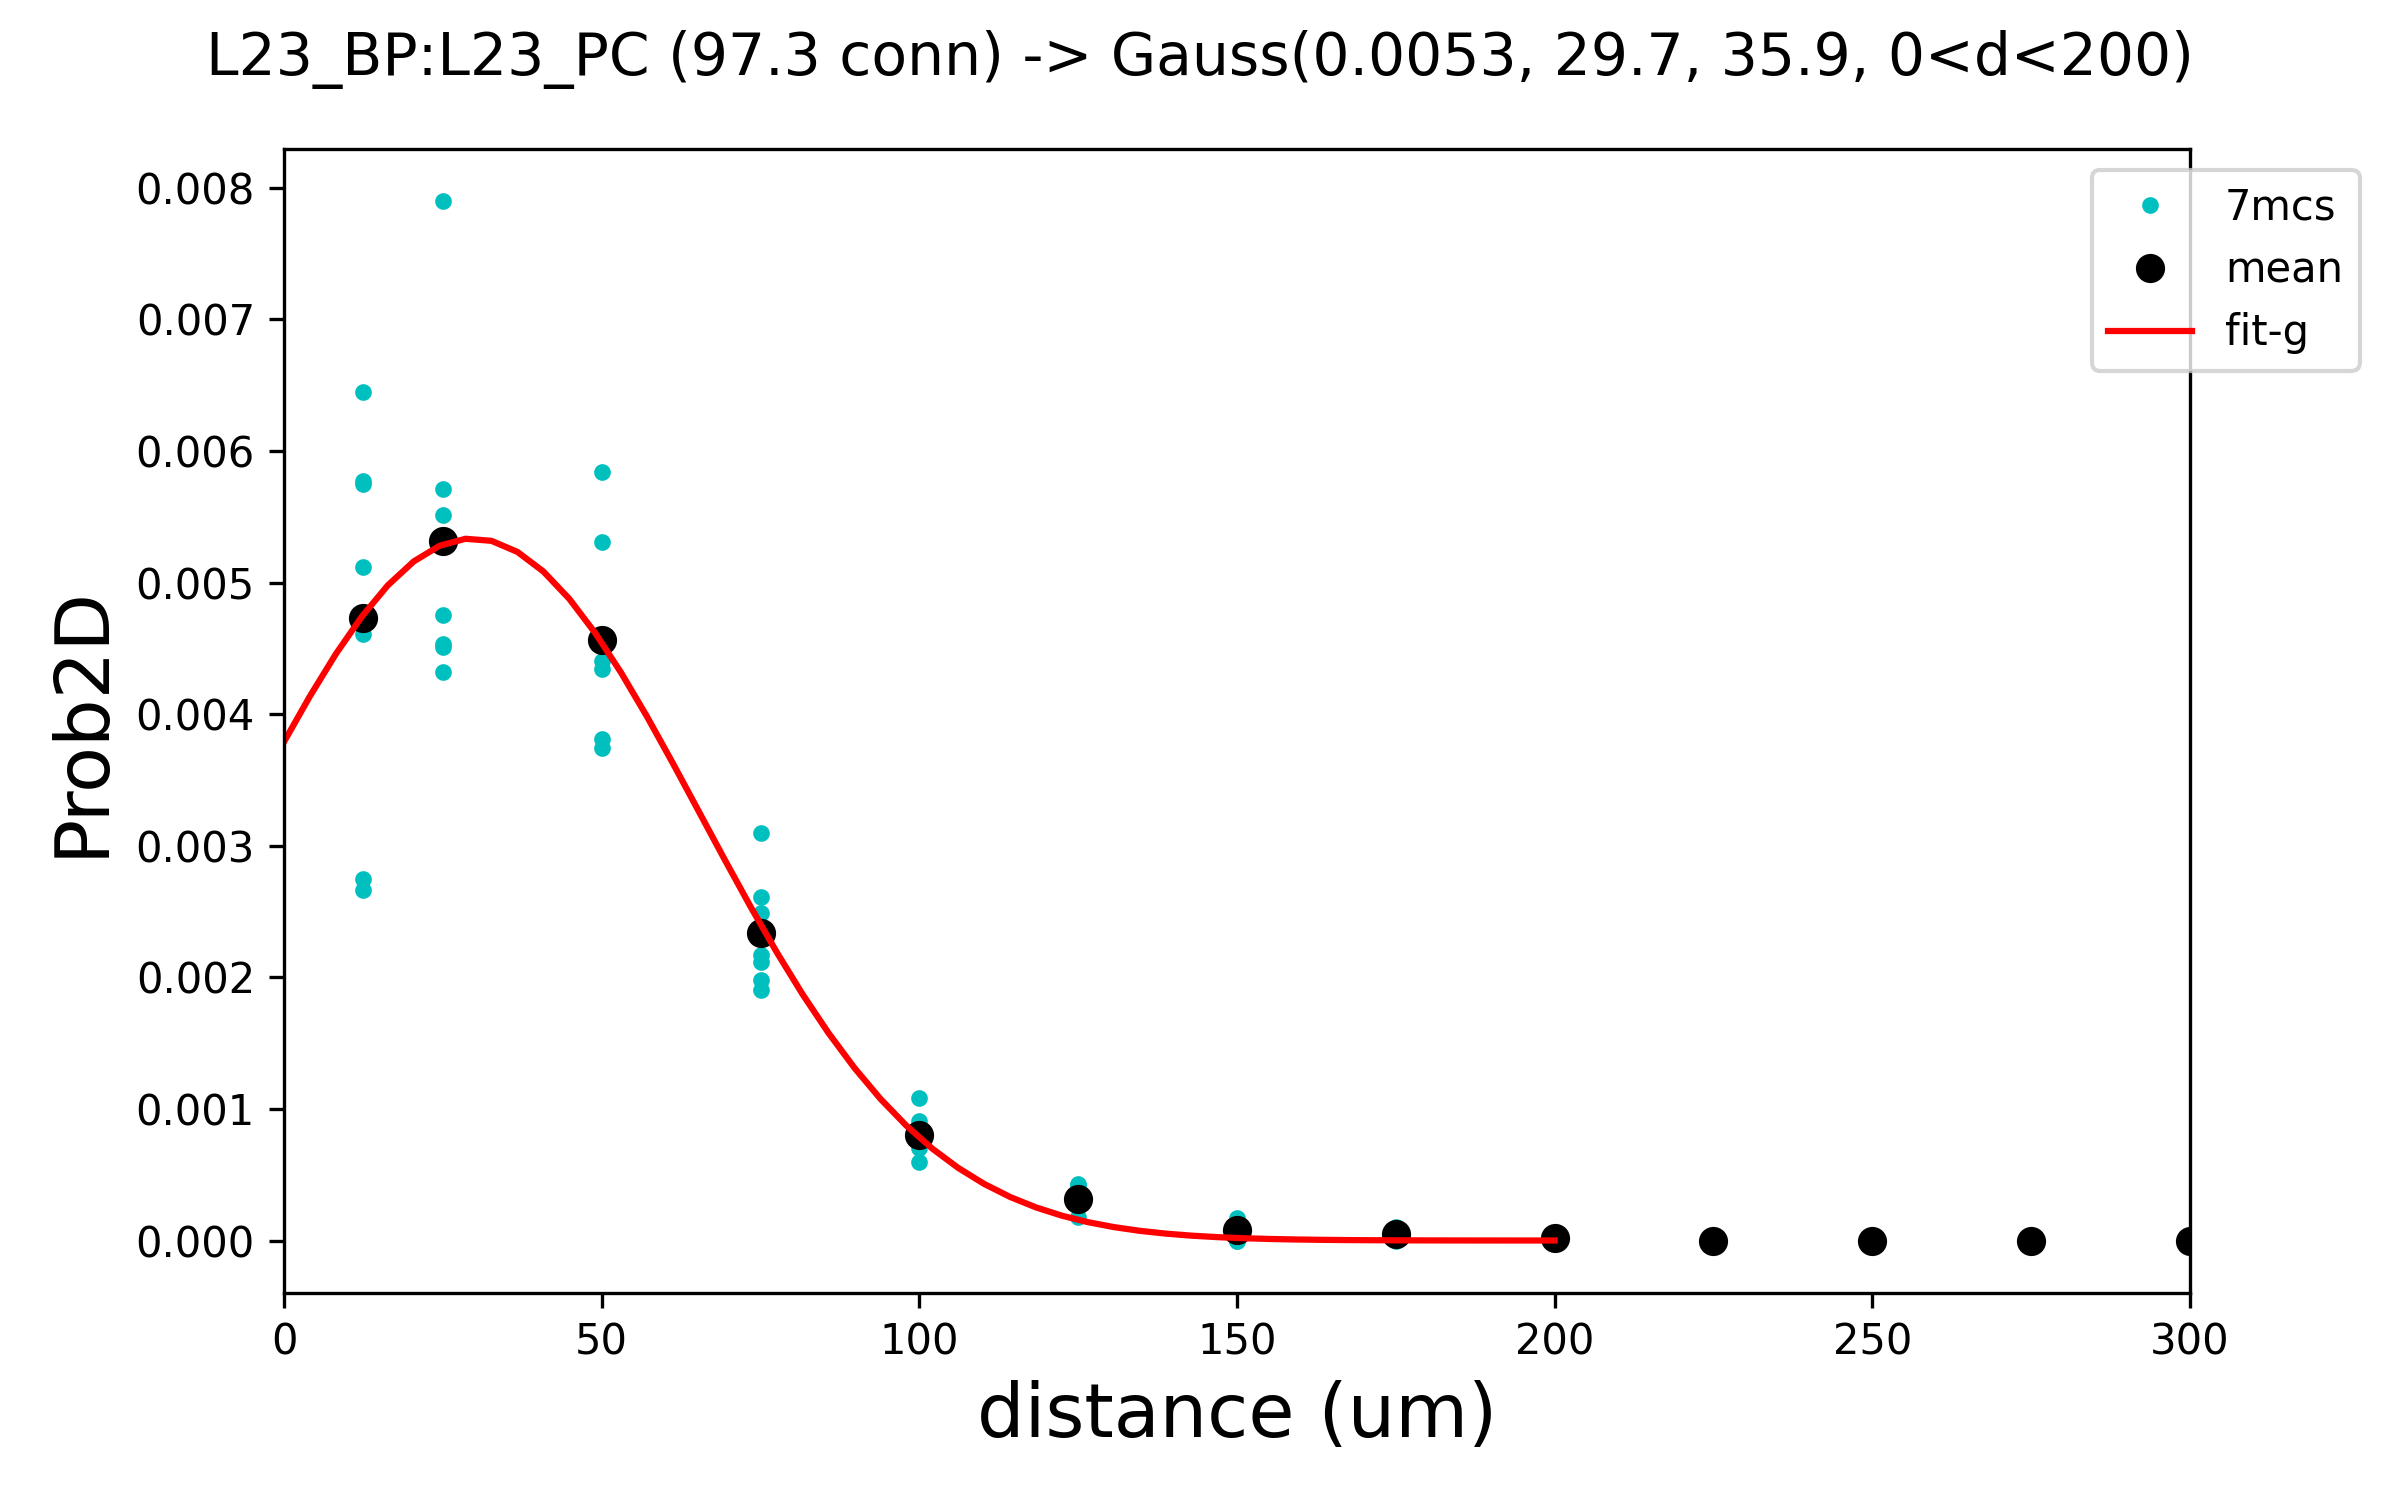 L23_BP:L23_PC (97.3 conn) -> Gauss(0.0053, 29.7, 35.9, 0<d<200)
7mcs
mean
fit-g
Prob2D
0.008
0.007
0.006
0.005
0.004
0.003
0.002
0.001
0.000
0 50 100 150 200 250 300
distance (um)